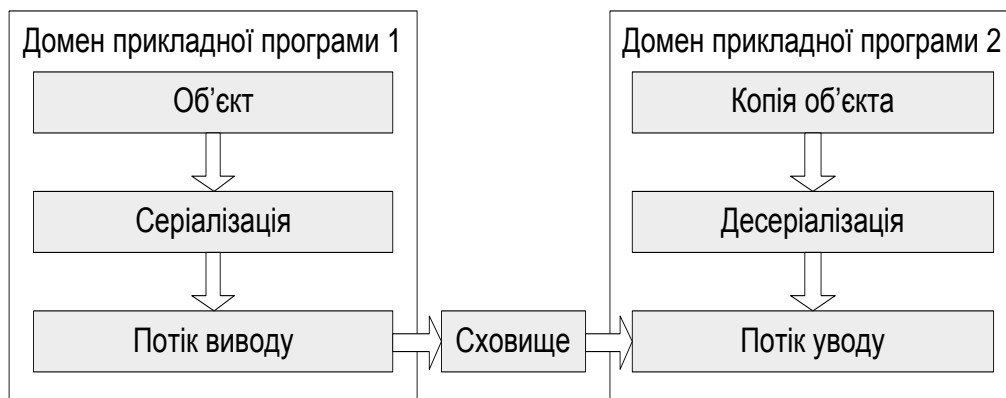 Домен прикладної програми 1
Об’єкт
Серіалізація
Потік виводу
Сховище
Домен прикладної програми 2
Копія об’єкта
Десеріалізація
Потік уводу